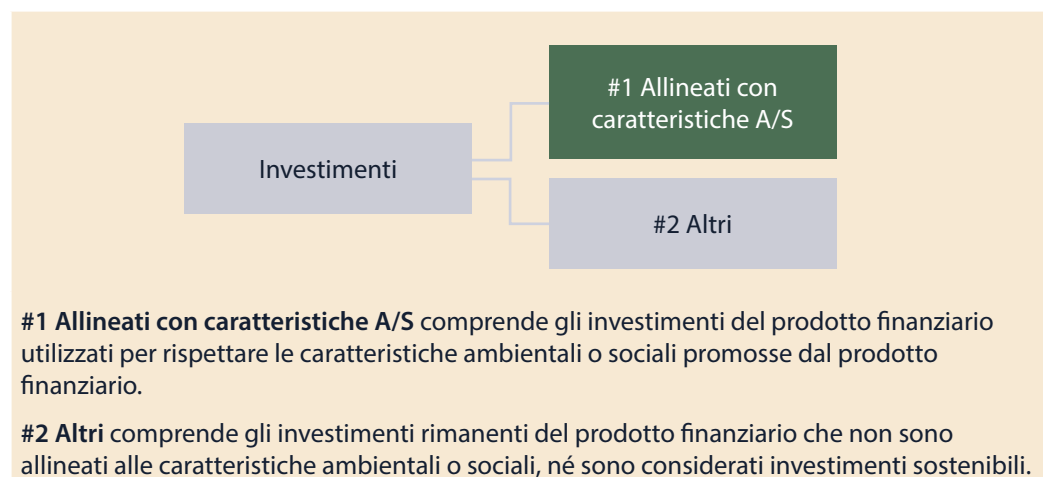 #1 Allineati con
caratteristiche A/S
Investimenti
#2 Altri
#1 Allineati con caratteristiche A/S comprende gli investimenti del prodotto finanziario
utilizzati per rispettare le caratteristiche ambientali o sociali promosse dal prodotto
finanziario.
#2 Altri comprende gli investimenti rimanenti del prodotto finanziario che non sono
allineati alle caratteristiche ambientali o sociali, né sono considerati investimenti sostenibili.